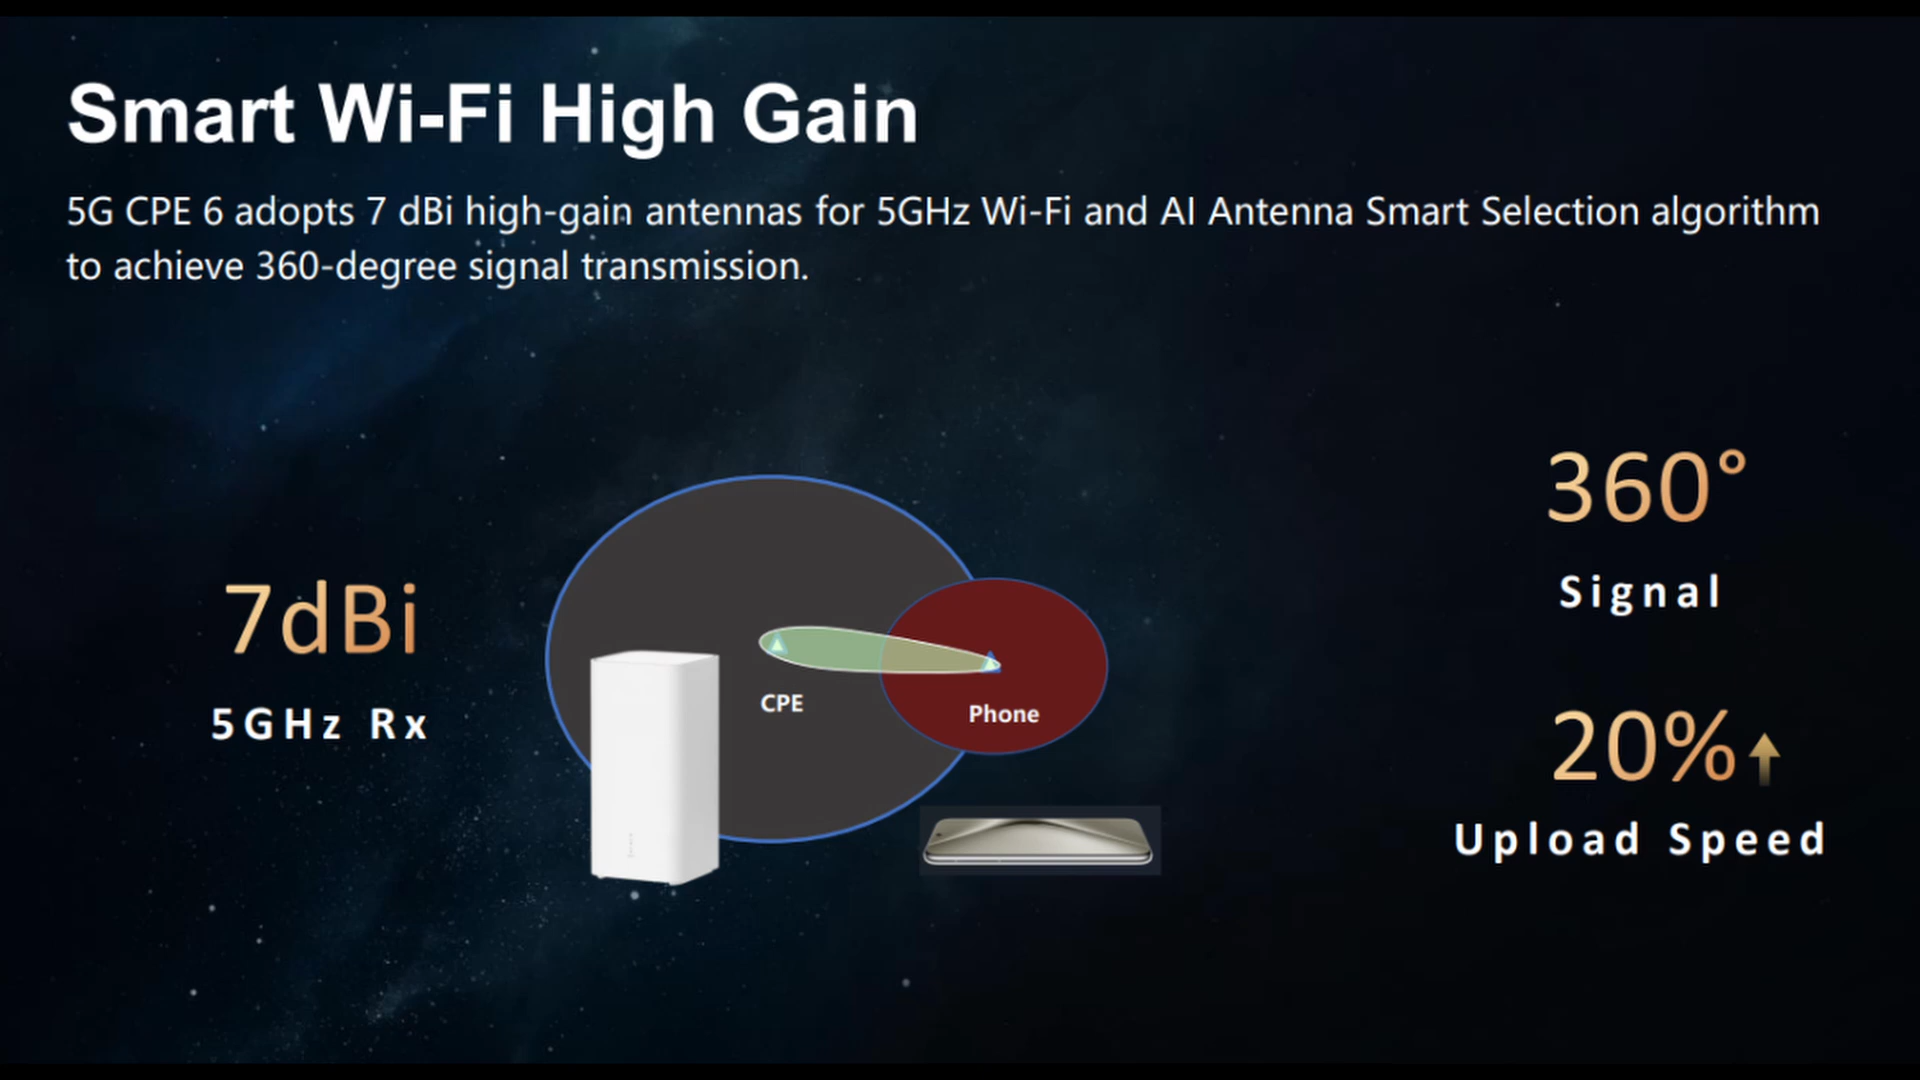 Smart Wi-Fi High Gain
5G CPE 6 adopts 7 dBi high-gain antennas for 5GHz Wi-Fi and AI Antenna Smart Selection algorithm
to achieve 360-degree signal transmission.
7dBi
5GHz Rx
CPE
Phone
360°
Signal
20%↑
Upload Speed